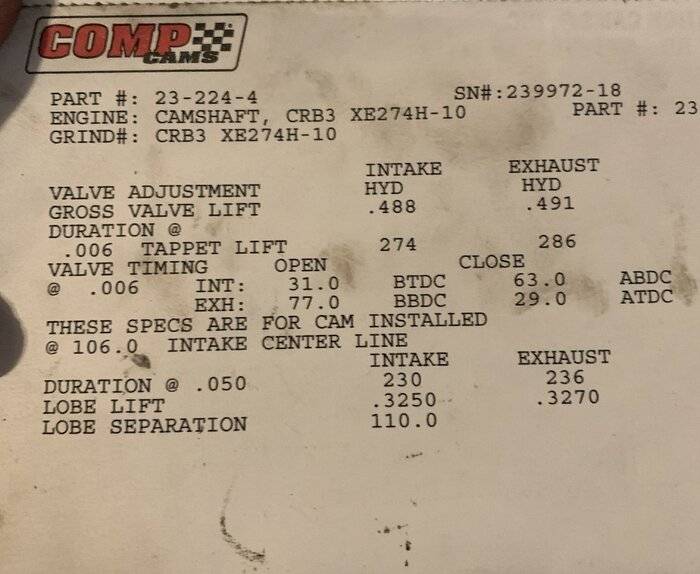 COMP
CAMS
PART #: 23-224-4 SN#:239972-18
ENGINE: CAMSHAFT, CRB3 XE274H-10 PART #: 23
GRIND#: CRB3 XE274H-10
INTAKE EXHAUST
VALVE ADJUSTMENT HYD HYD
GROSS VALVE LIFT .488 .491
DURATION @
.006 TAPPET LIFT 274 286
VALVE TIMING OPEN CLOSE
@ .006 INT: 31.0 BTDC 63.0 ABDC
EXH: 77.0 BBDC 29.0 ATDC
THESE SPECS ARE FOR CAM INSTALLED
@ 106.0 INTAKE CENTER LINE
INTAKE EXHAUST
DURATION @ .050 230 236
LOBE LIFT .3250 .3270
LOBE SEPARATION 110.0